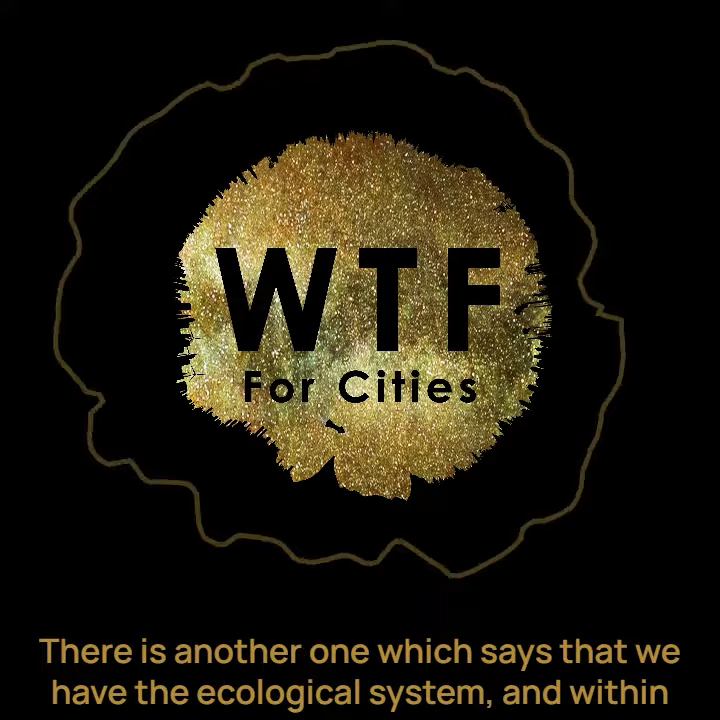 WTF
For Cities
There is another one which says that we
have the ecological system, and within